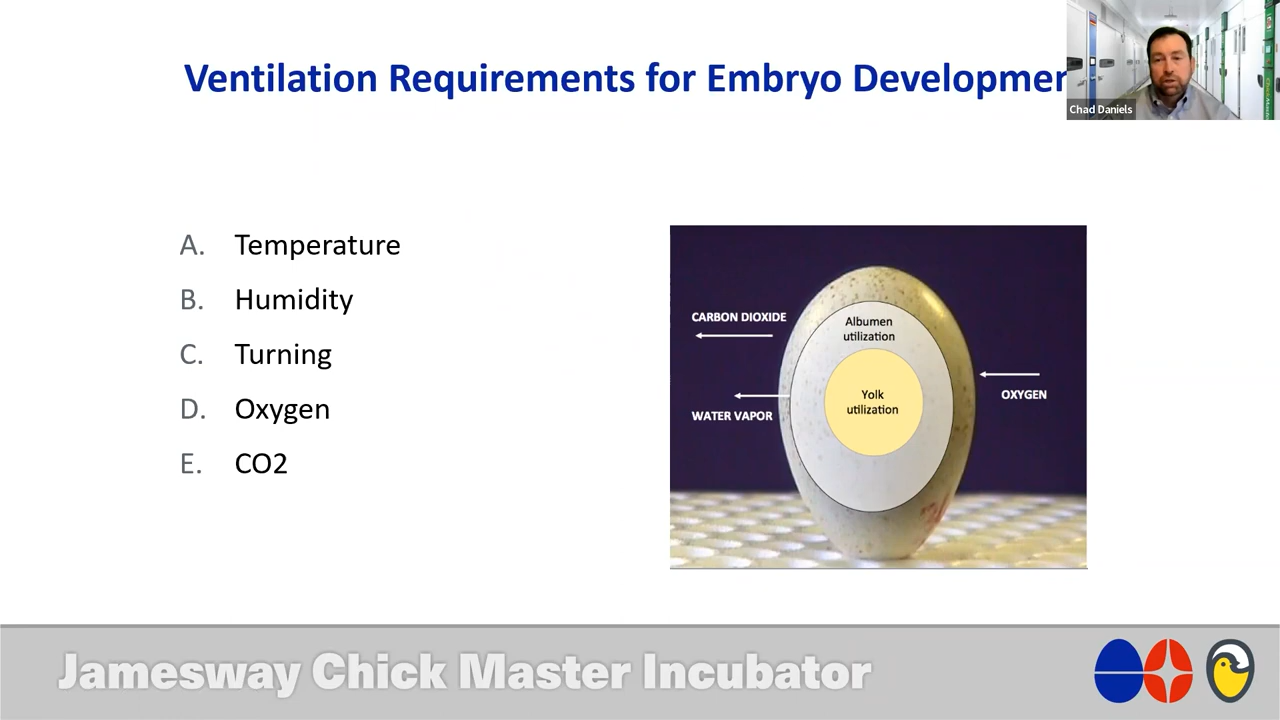 Ventilation Requirements for Embryo Developmen
Chad Daniels
A. Temperature
B. Humidity
C. Turning
D. Oxygen
E. CO2
CARBON DIOXIDE
WATER VAPOR
Albumen
utilization
Yolk
utilization
OXYGEN
Jamesway Chick Master Incubator